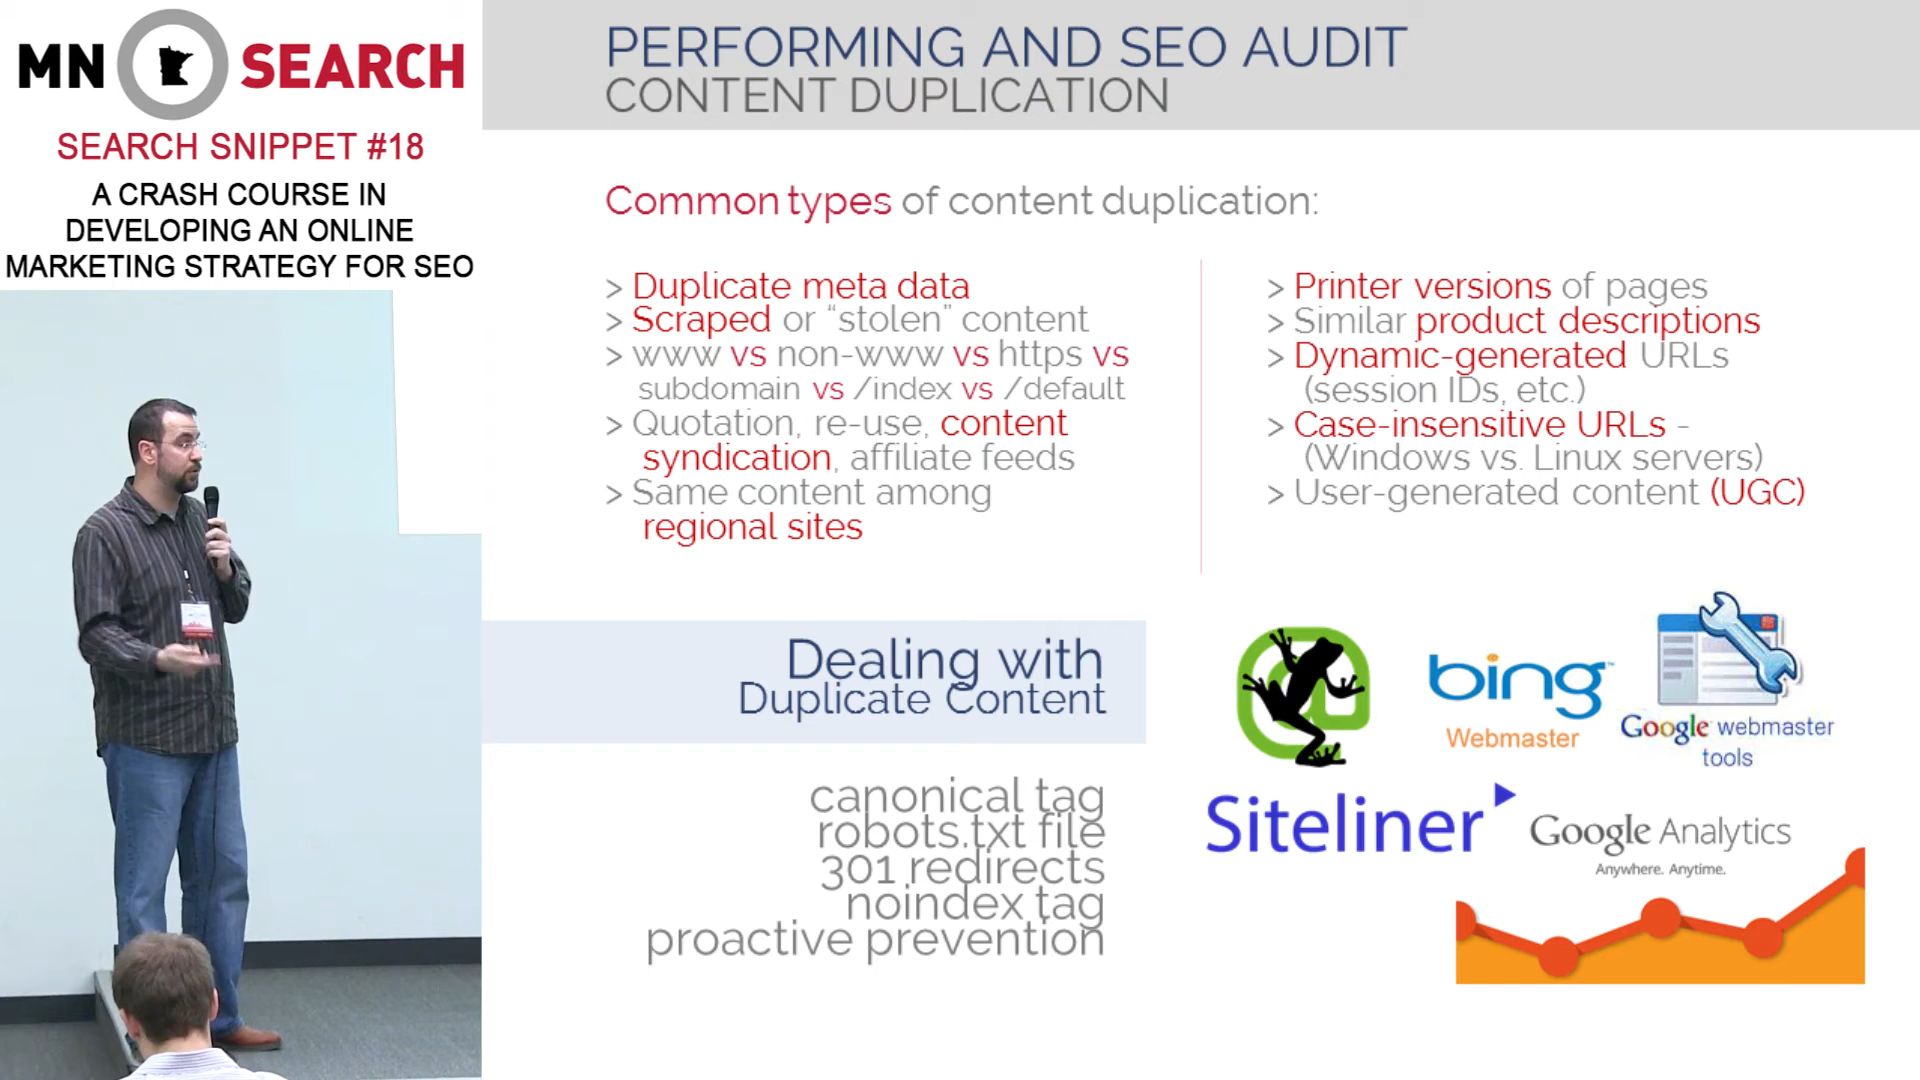 MN SEARCH
SEARCH SNIPPET #18
A CRASH COURSE IN
DEVELOPING AN ONLINE
MARKETING STRATEGY FOR SEO
PERFORMING AND SEO AUDIT
CONTENT DUPLICATION
Common types of content duplication:
> Duplicate meta data
> Scraped or “stolen” content
> www vs non-www vs https vs
subdomain vs /index vs /default
> Quotation, re-use, content
syndication, affiliate feeds
> Same content among
regional sites
> Printer versions of pages
> Similar product descriptions
> Dynamic-generated URLs
(session IDs, etc.)
> Case-insensitive URLs -
(Windows vs. Linux servers)
> User-generated content (UGC)
Dealing with
Duplicate Content
canonical tag
robots.txt file
301 redirects
noindex tag
proactive prevention
bing™
Webmaster
Google™ webmaster
tools
Siteliner
Google Analytics
Anywhere. Anytime.